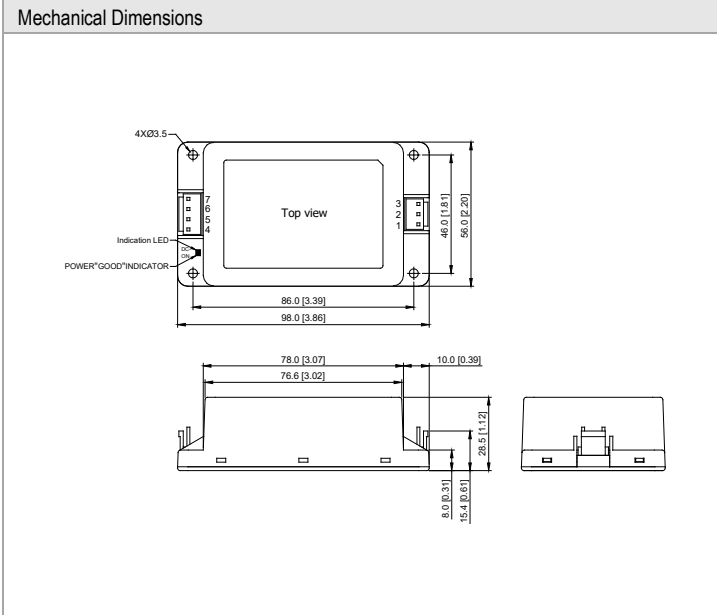 Mechanical Dimensions
4XØ3.5
7
6
5
4
Top view
3
2
1
46.0 [1.81]
56.0 [2.20]
Indication LED
DC
ON
POWER"GOOD"INDICATOR
86.0 [3.39]
98.0 [3.86]
78.0 [3.07]
10.0 [0.39]
76.6 [3.02]
28.5 [1.12]
8.0 [0.31]
15.4 [0.61]